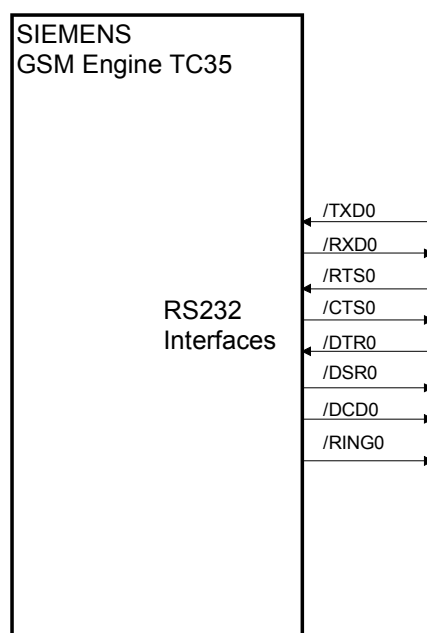 SIEMENS
GSM Engine TC35
/TXD0
/RXD0
/RTS0
RS232
Interfaces
/CTS0
/DTR0
/DSR0
/DCD0
/RING0